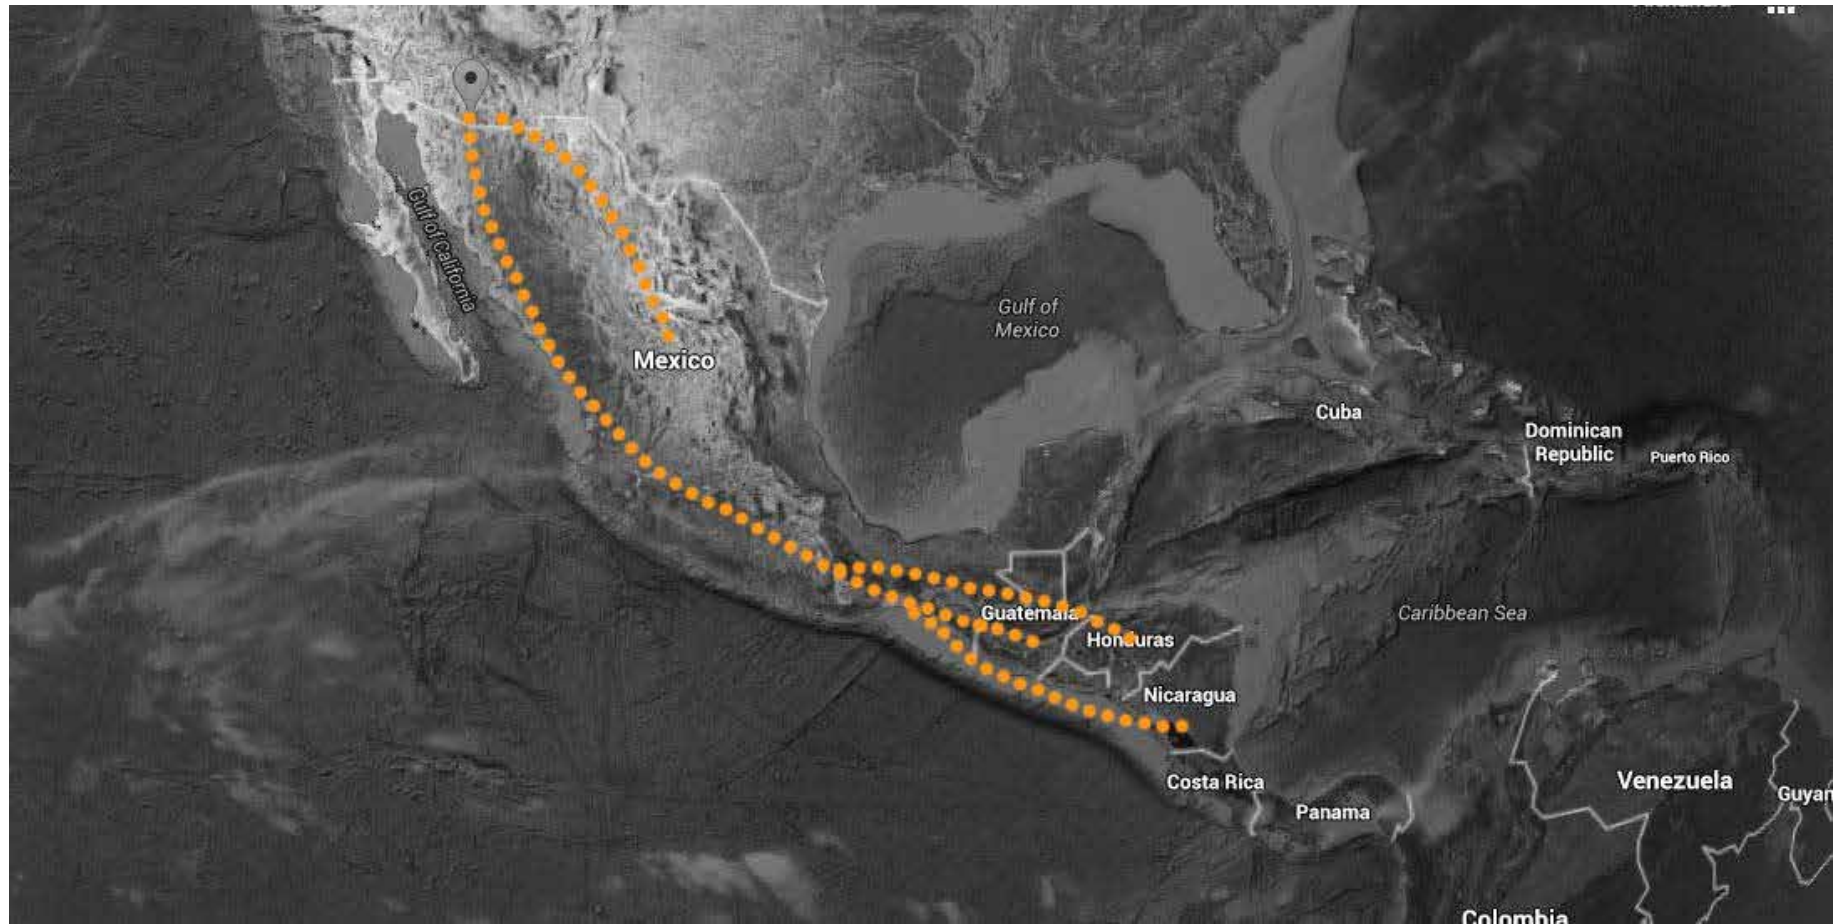 Gulf of California
Gulf of
Mexico
Mexico
Cuba
Dominican
Republic
Puerto Rico
Guatemala
Honduras
Caribbean Sea
Nicaragua
Costa Rica
Panama
Venezuela
Guyan
Colombia